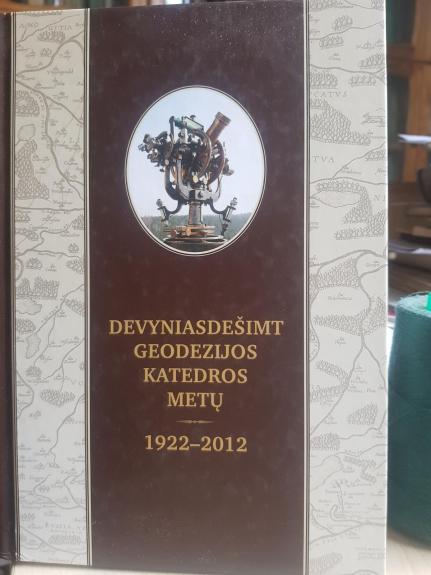 DEVYNIASDEŠIMT
GEODEZIJOS
KATEDROS
METŲ
1922–2012